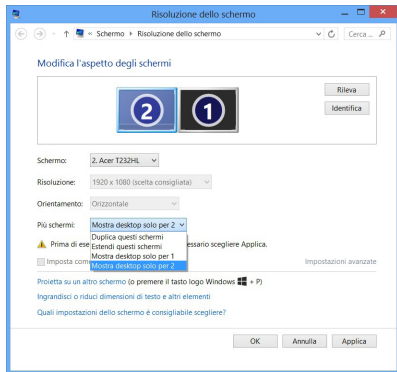 Risoluzione dello schermo
« Schermo ▸ Risoluzione dello schermo
Cerca ...
Modifica l'aspetto degli schermi
2
1
Rileva
Identifica
Schermo:
2. Acer T232HL
Risoluzione:
1920 x 1080 (scelta consigliata)
Orientamento:
Orizzontale
Più schermi:
Mostra desktop solo per 2
Duplica questi schermi
Estendi questi schermi
Mostra desktop solo per 1
Mostra desktop solo per 2
Prima di ese
essario scegliere Applica.
Imposta com
Impostazioni avanzate
Proietta su un altro schermo (o premere il tasto logo Windows + P)
Ingrandisci o riduci dimensioni di testo e altri elementi
Quali impostazioni dello schermo è consigliabile scegliere?
OK
Annulla
Applica